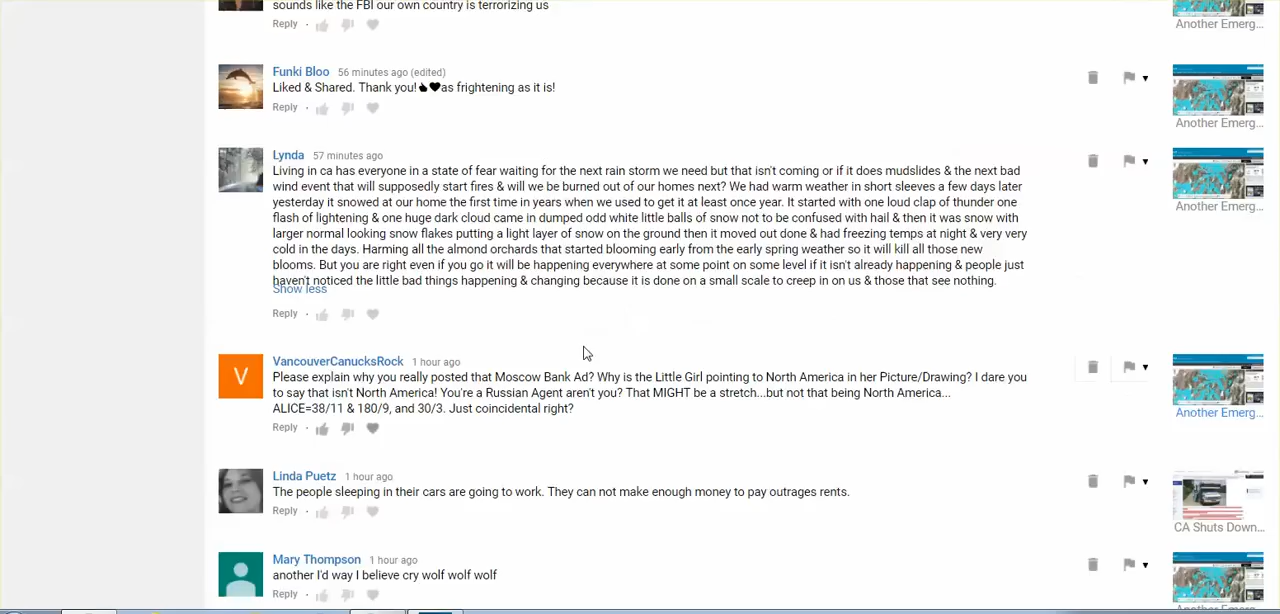 sounds like the FBI our own country is terrorizing us
Reply
Another Emerg...
Funki Bloo 56 minutes ago (edited)
Liked & Shared. Thank you! as frightening as it is!
Reply
Another Emerg...
Lynda 57 minutes ago
Living in ca has everyone in a state of fear waiting for the next rain storm we need but that isn't coming or if it does mudslides & the next bad
wind event that will supposedly start fires & will we be burned out of our homes next? We had warm weather in short sleeves a few days later
yesterday it snowed at our home the first time in years when we used to get it at least once year. It started with one loud clap of thunder one
flash of lightening & one huge dark cloud came in dumped odd white little balls of snow not to be confused with hail & then it was snow with
larger normal looking snow flakes putting a light layer of snow on the ground then it moved out done & had freezing temps at night & very very
cold in the days. Harming all the almond orchards that started blooming early from the early spring weather so it will kill all those new
blooms. But you are right even if you go it will be happening everywhere at some point on some level if it isn't already happening & people just
haven't noticed the little bad things happening & changing because it is done on a small scale to creep in on us & those that see nothing.
Show less
Reply
Another Emerg...
V
VancouverCanucksRock 1 hour ago
Please explain why you really posted that Moscow Bank Ad? Why is the Little Girl pointing to North America in her Picture/Drawing? I dare you
to say that isn't North America! You're a Russian Agent aren't you? That MIGHT be a stretch...but not that being North America...
ALICE=38/11 & 180/9, and 30/3. Just coincidental right?
Reply
Another Emerg...
Linda Puetz 1 hour ago
The people sleeping in their cars are going to work. They can not make enough money to pay outrages rents.
Reply
CA Shuts Down...
Mary Thompson 1 hour ago
another I'd way I believe cry wolf wolf wolf
Reply
Another Emerg...